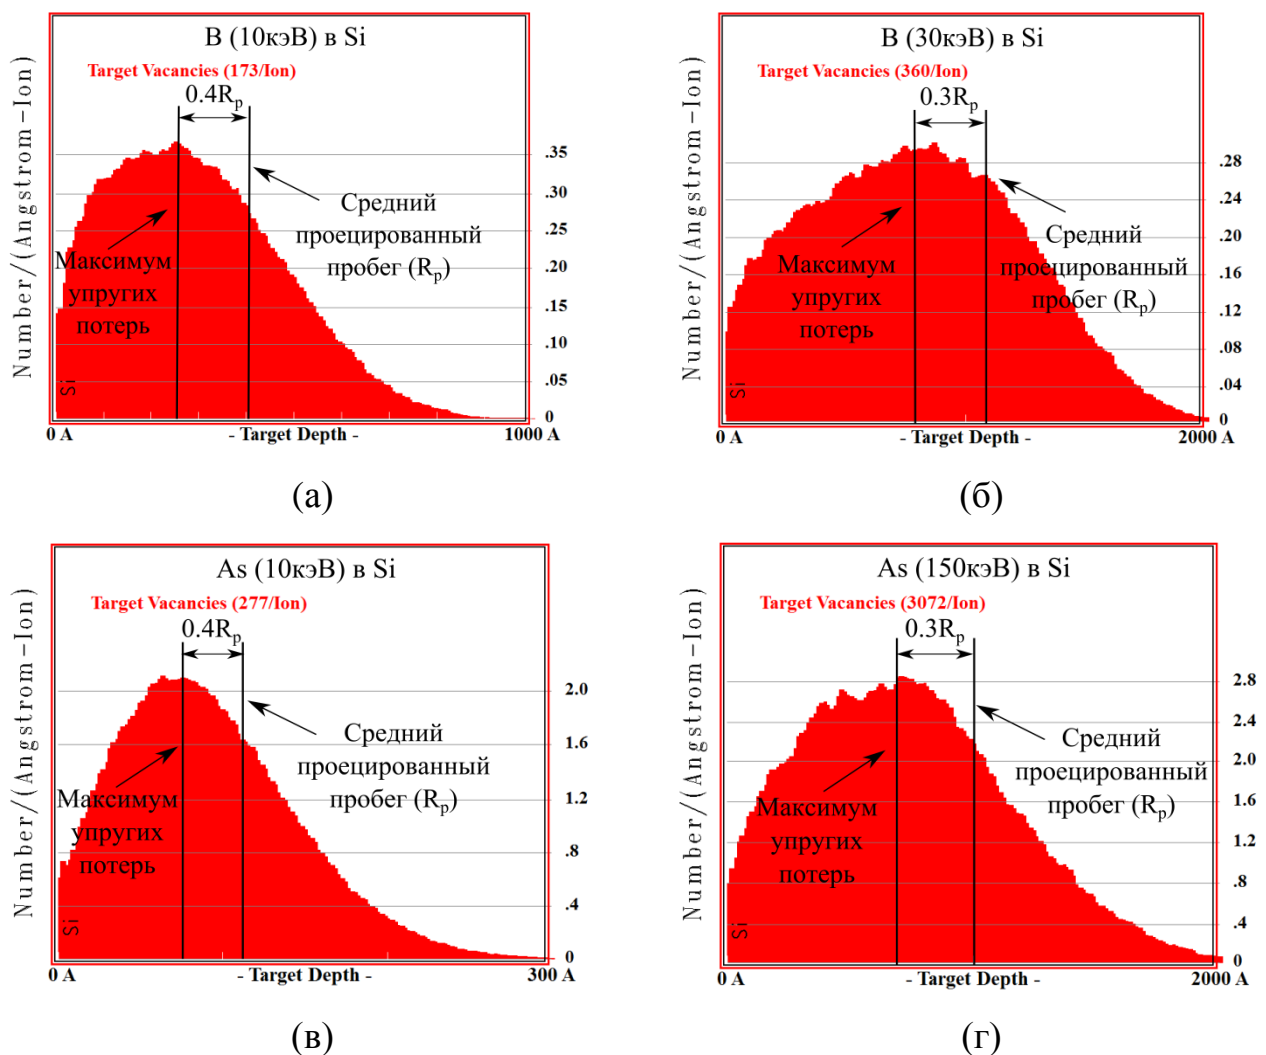 B (10кэВ) в Si
Target Vacancies (173/Ion)
0.4Rp
Number/(Angstrom-Ion)
.35
.30
.25
.20
.15
.10
.05
0
Средний
проецированный
пробег (Rp)
Максимум
упругих
потерь
Si
0 A
- Target Depth -
1000 A
(а)
B (30кэВ) в Si
Target Vacancies (360/Ion)
0.3Rp
Number/(Angstrom-Ion)
.28
.24
.20
.16
.12
.08
.04
0
Средний
проецированный
пробег (Rp)
Максимум
упругих
потерь
Si
0 A
- Target Depth -
2000 A
(б)
As (10кэВ) в Si
Target Vacancies (277/Ion)
0.4Rp
Number/(Angstrom-Ion)
2.0
1.6
1.2
.8
.4
0
Средний
проецированный
пробег (Rp)
Максимум
упругих
потерь
Si
0 A
- Target Depth -
300 A
(в)
As (150кэВ) в Si
Target Vacancies (3072/Ion)
0.3Rp
Number/(Angstrom-Ion)
2.8
2.4
2.0
1.6
1.2
.8
.4
0
Средний
проецированный
пробег (Rp)
Максимум
упругих
потерь
Si
0 A
- Target Depth -
2000 A
(г)